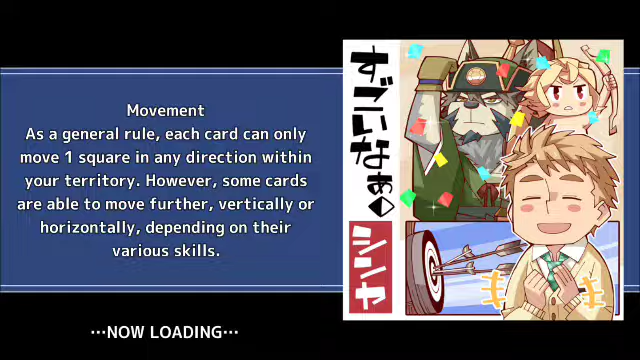 Movement
As a general rule, each card can only
move 1 square in any direction within
your territory. However, some cards
are able to move further, vertically or
horizontally, depending on their
various skills.
すごいなぁ◇
シンヤ
…NOW LOADING…